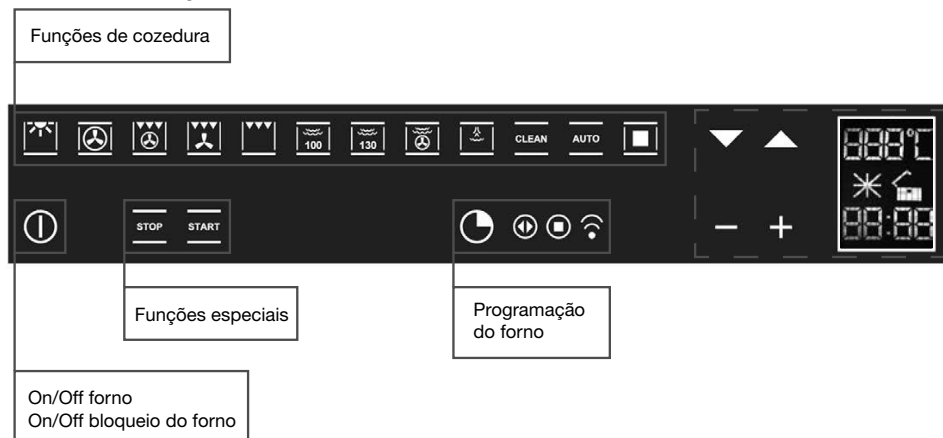 Funções de cozedura
100 130 CLEAN AUTO
888°C
STOP START
88:88
Funções especiais
Programação
do forno
On/Off forno
On/Off bloqueio do forno